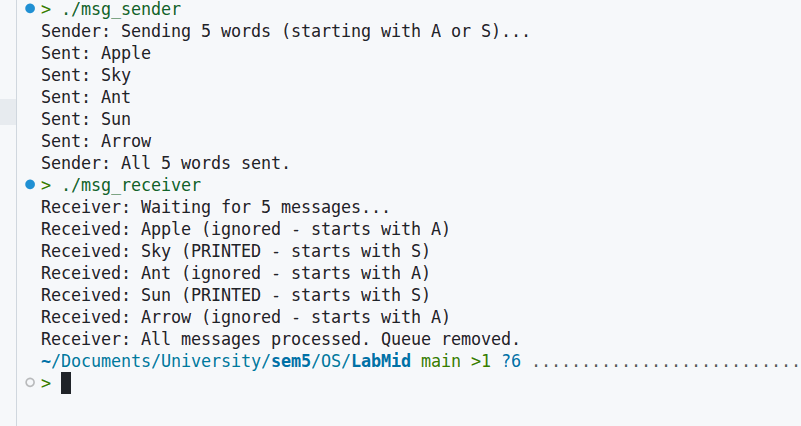 > ./msg_sender
Sender: Sending 5 words (starting with A or S)...
Sent: Apple
Sent: Sky
Sent: Ant
Sent: Sun
Sent: Arrow
Sender: All 5 words sent.
> ./msg_receiver
Receiver: Waiting for 5 messages...
Received: Apple (ignored - starts with A)
Received: Sky (PRINTED - starts with S)
Received: Ant (ignored - starts with A)
Received: Sun (PRINTED - starts with S)
Received: Arrow (ignored - starts with A)
Receiver: All messages processed. Queue removed.
~/Documents/University/sem5/OS/LabMid main >1 ?6 ...........................
>